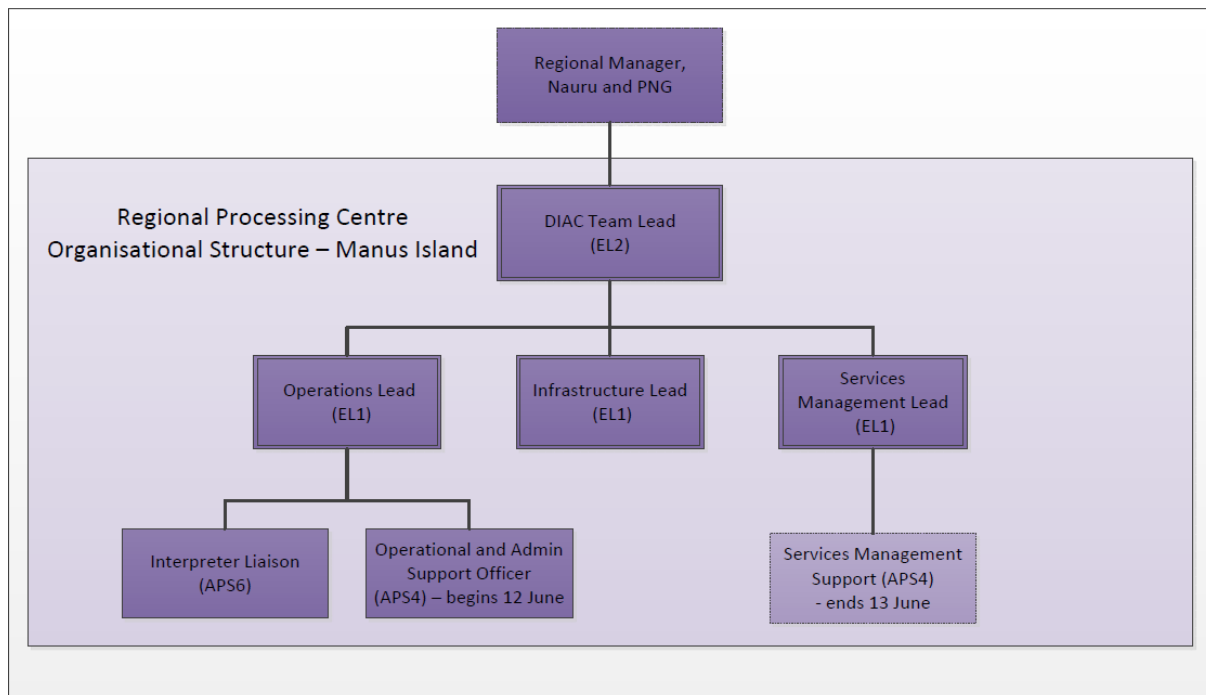 Regional Manager,
Nauru and PNG
Regional Processing Centre
Organisational Structure – Manus Island
DIAC Team Lead
(EL2)
Operations Lead
(EL1)
Infrastructure Lead
(EL1)
Services
Management Lead
(EL1)
Interpreter Liaison
(APS6)
Operational and Admin
Support Officer
(APS4) – begins 12 June
Services Management
Support (APS4)
- ends 13 June